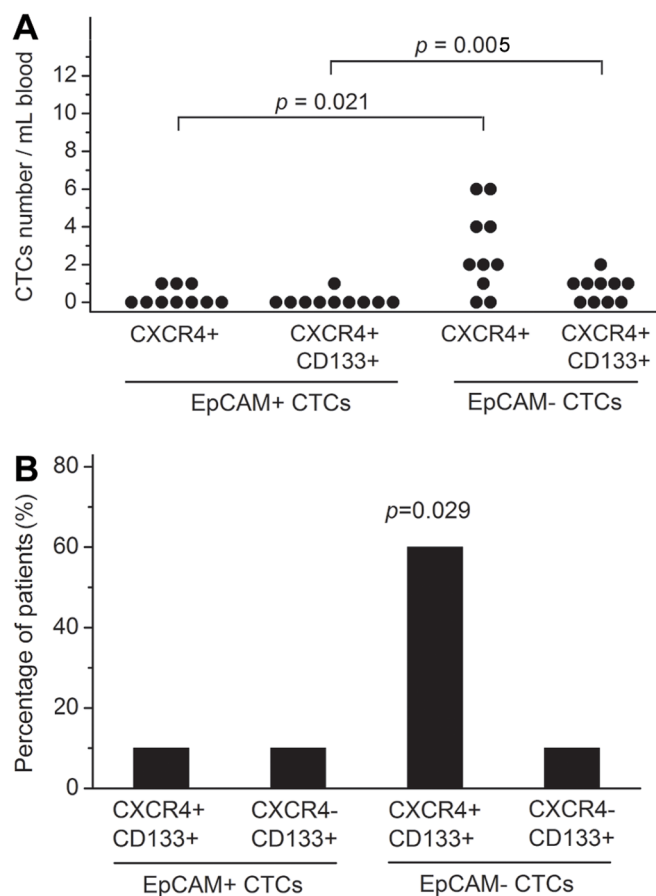 A
CTCs number / mL blood
12
10
8
6
4
2
0
p = 0.005
p = 0.021
CXCR4+ CXCR4+ CXCR4+ CXCR4+
CD133+ CD133+
EpCAM+ CTCs EpCAM- CTCs
B
Percentage of patients (%)
80
60
40
20
0
p=0.029
CXCR4+ CXCR4- CXCR4+ CXCR4-
CD133+ CD133+ CD133+ CD133+
EpCAM+ CTCs EpCAM- CTCs